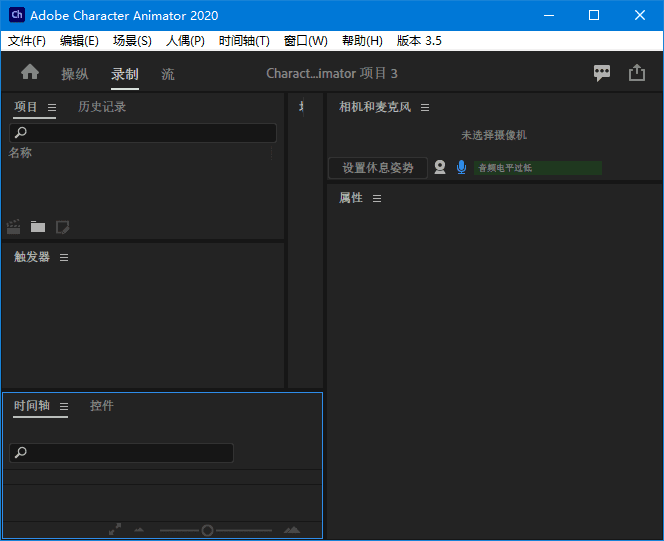 Ch Adobe Character Animator 2020
文件(F) 编辑(E) 场景(S) 人偶(P) 时间轴(T) 窗口(W) 帮助(H) 版本 3.5
操纵 录制 流 Charact...imator 项目 3
项目 历史记录
名称
触发器
时间轴 控件
相机和麦克风
未选择摄像机
设置休息姿势 音频电平过低
属性